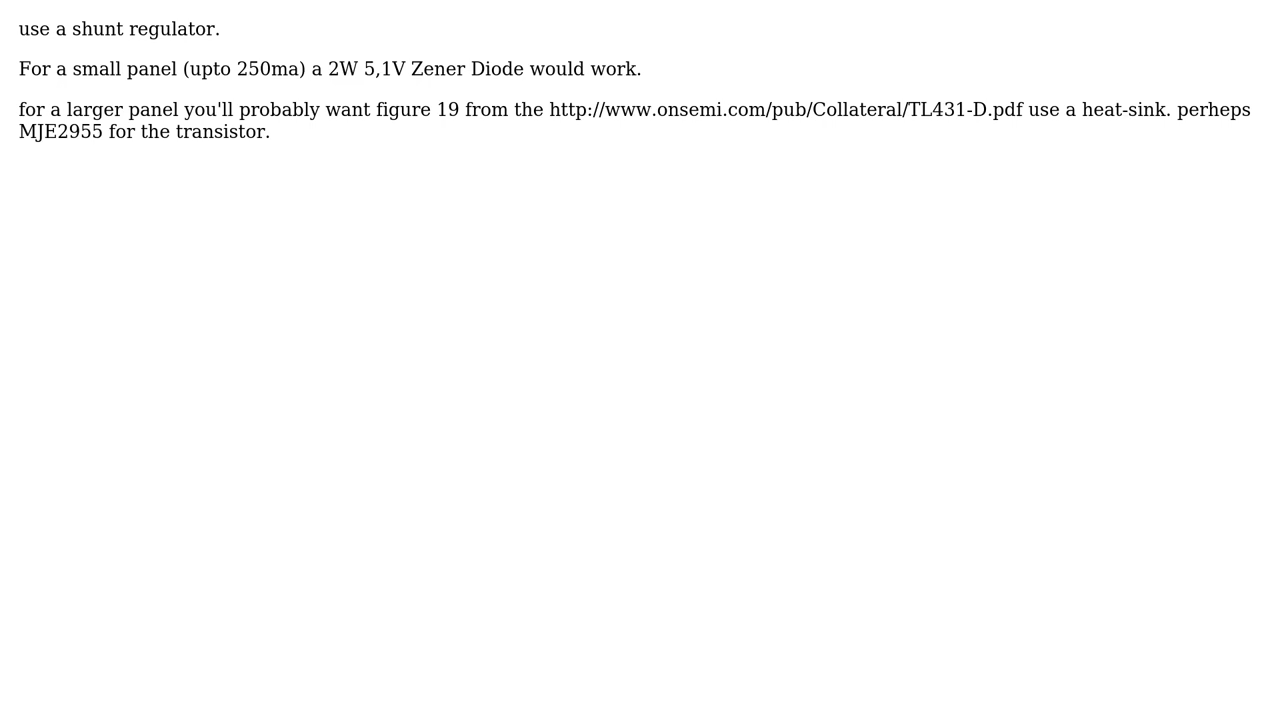 use a shunt regulator.
For a small panel (upto 250ma) a 2W 5,1V Zener Diode would work.
for a larger panel you'll probably want figure 19 from the http://www.onsemi.com/pub/Collateral/TL431-D.pdf use a heat-sink. perheps
MJE2955 for the transistor.